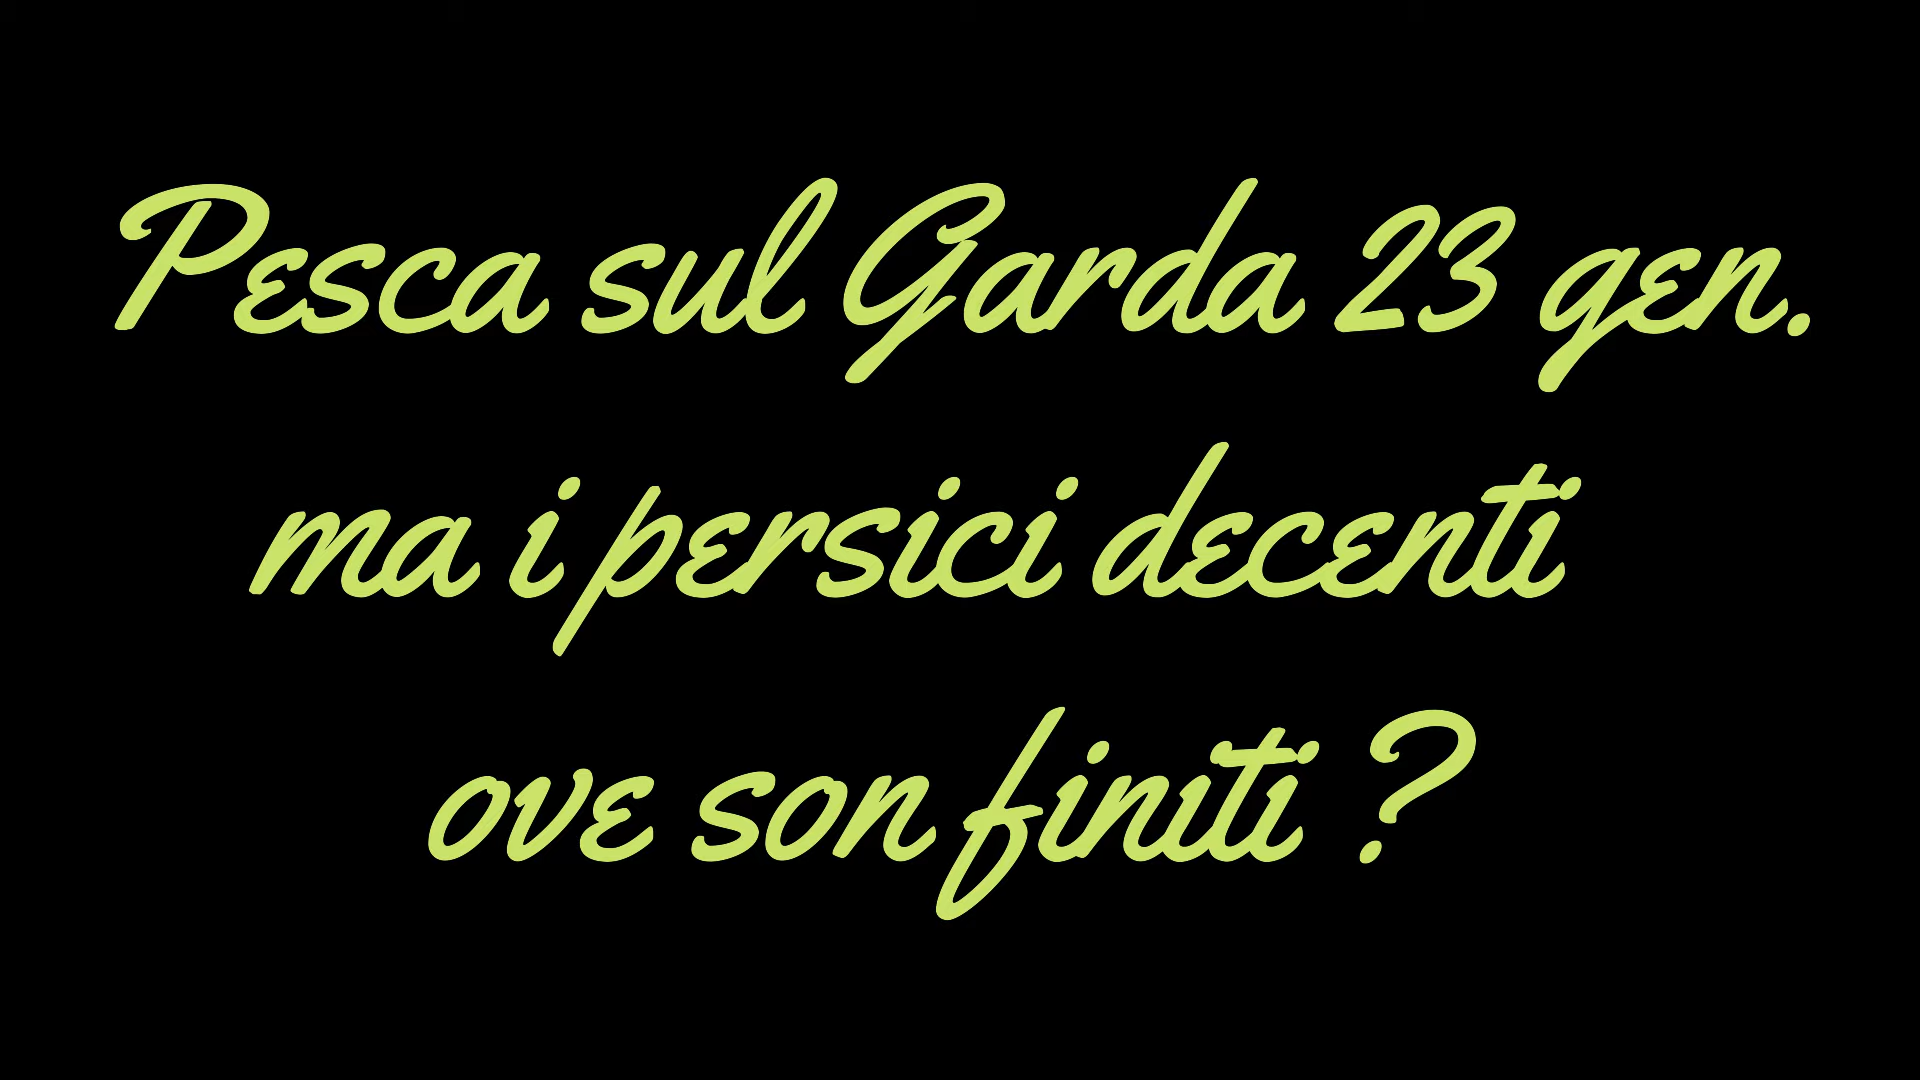 Pesca sul Garda 23 gen.
ma i persici decenti
ove son finiti ?